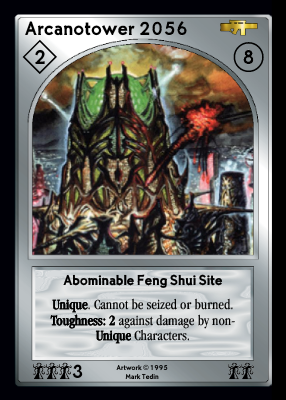 Arcanotower 2056
2
8
Abominable Feng Shui Site
Unique. Cannot be seized or burned.
Toughness: 2 against damage by non-
Unique Characters.
3
Artwork © 1995
Mark Tedin